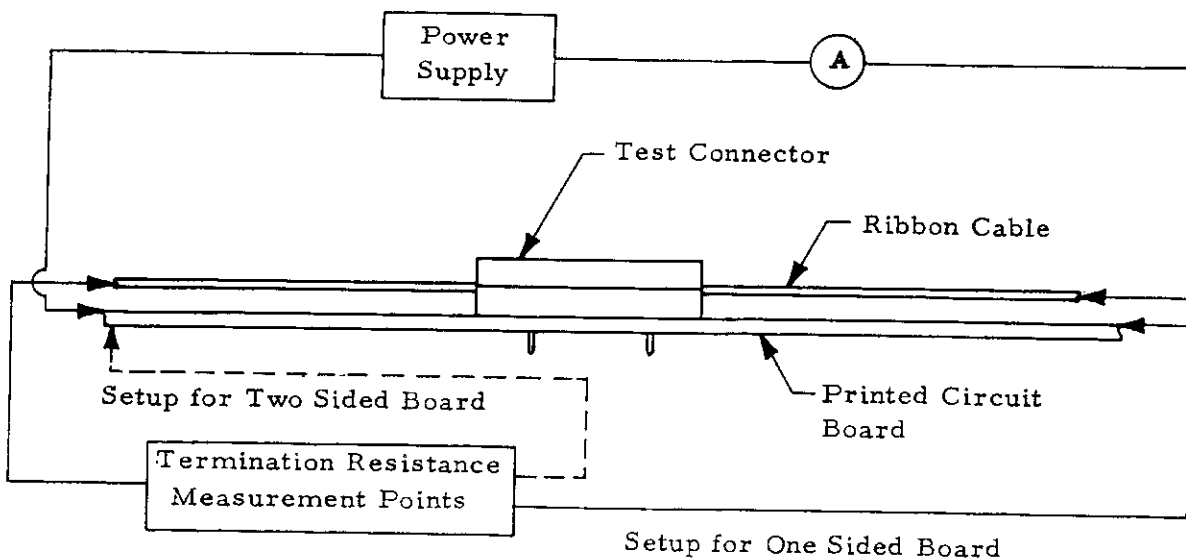 Power
Supply
A
Test Connector
Ribbon Cable
Setup for Two Sided Board
Printed Circuit
Board
Termination Resistance
Measurement Points
Setup for One Sided Board